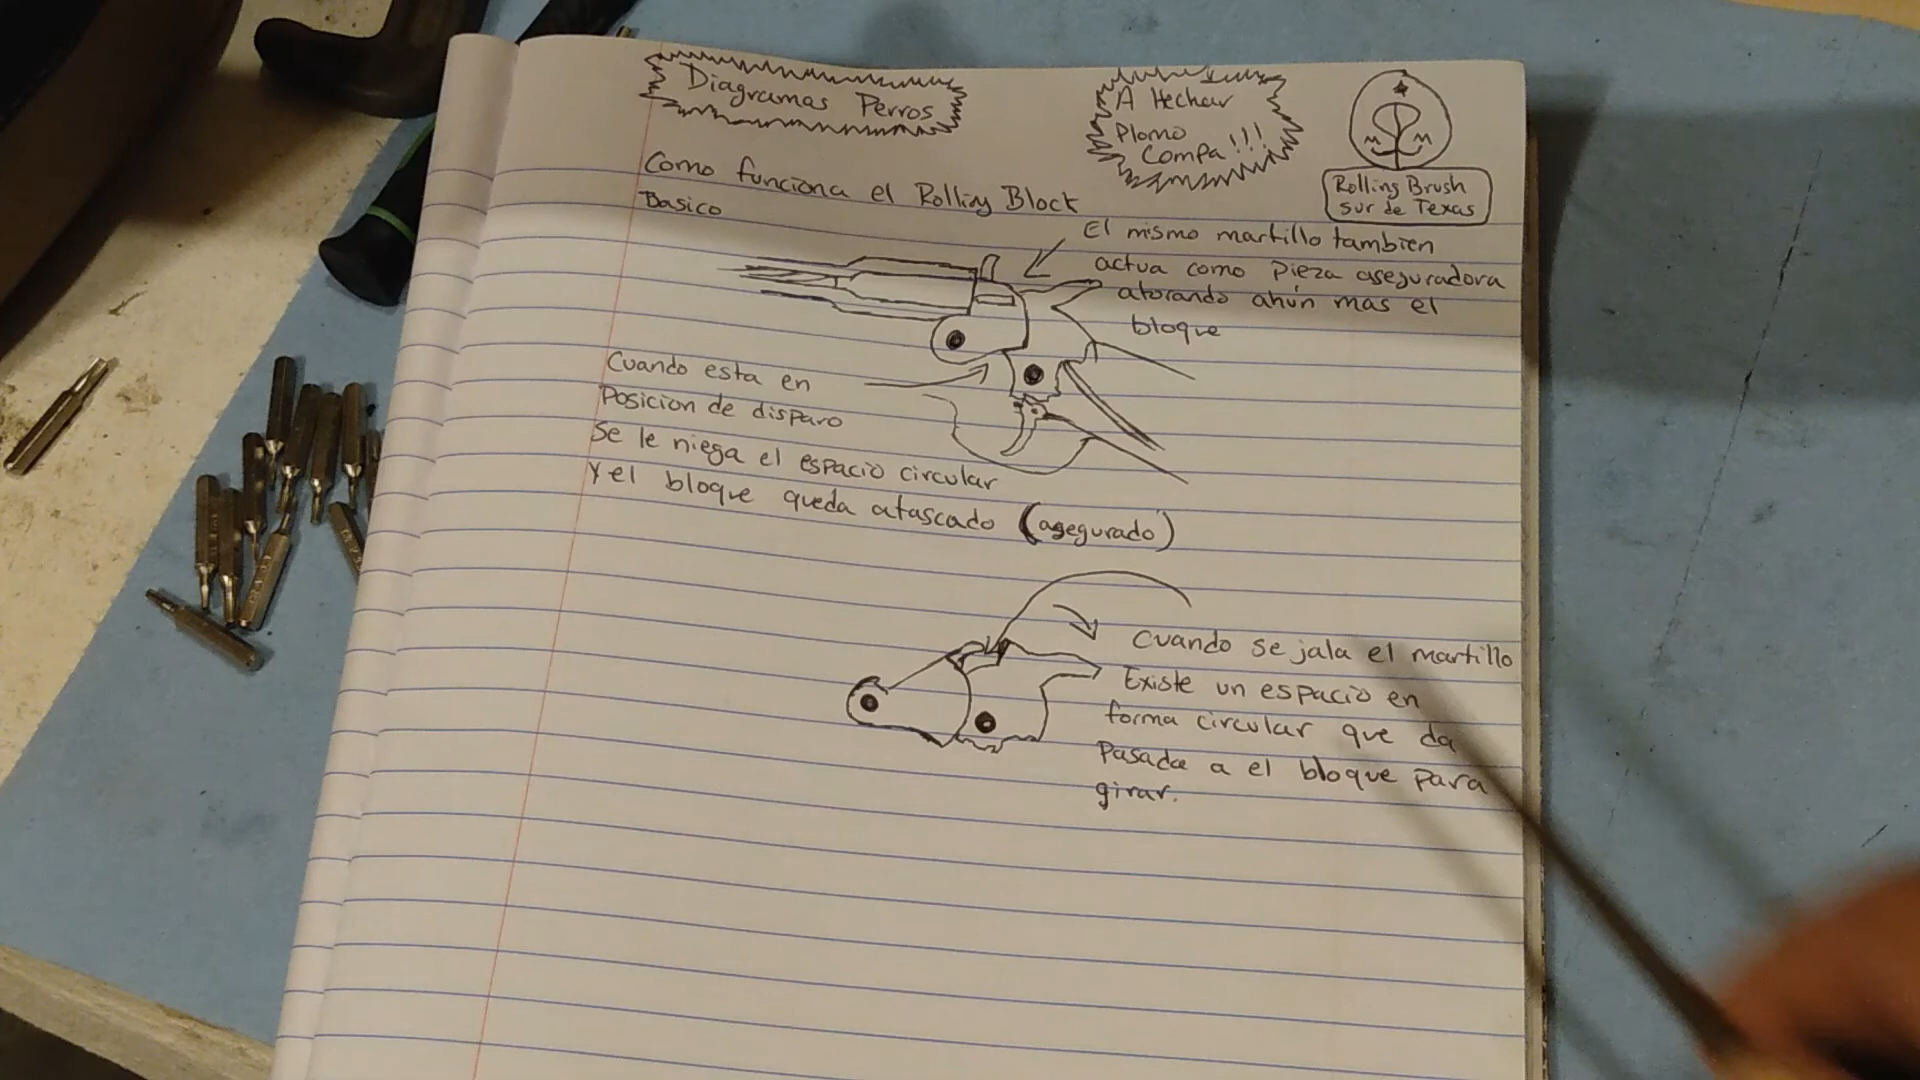 Diagramas Perros
A Hechar
Plomo
Compa!!!
Rolling Brush
Sur de Texas
Como funciona el Rolling Block
Basico
El mismo martillo tambien
actua como pieza aseguradora
atorando ahún mas el
bloque
Cuando esta en
Posicion de disparo
Se le niega el espacio circular
Y el bloque queda atascado (asegurado)
Cuando se jala el martillo
Existe un espacio en
forma circular que da
Pasada a el bloque para
girar.